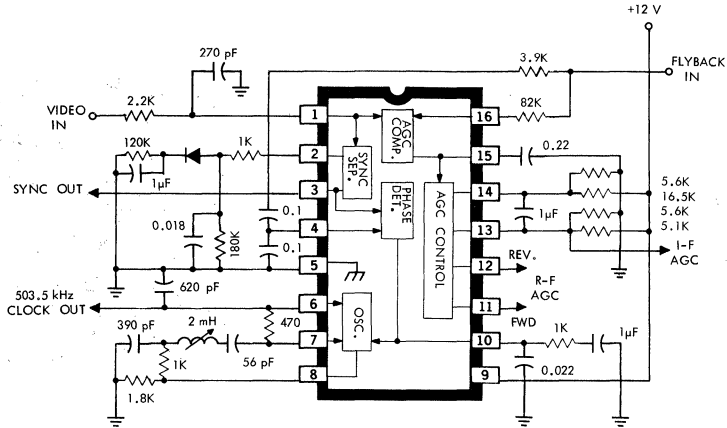 +12 V
270 pF
3.9K
FLYBACK
IN
VIDEO
IN
2.2K
82K
1
16
AGC
COMP.
120K
1K
2
15
0.22
SYNC
SEP.
1µF
SYNC OUT
3
14
5.6K
16.5K
5.6K
5.1K
PHASE
DET.
AGC CONTROL
0.018
180K
0.1
0.1
4
13
1µF
I-F
AGC
5
12
REV.
R-F
AGC
620 pF
503.5 kHz
CLOCK OUT
6
11
FWD
OSC.
390 pF
2 mH
470
7
10
1K
1µF
56 pF
1K
8
9
0.022
1.8K